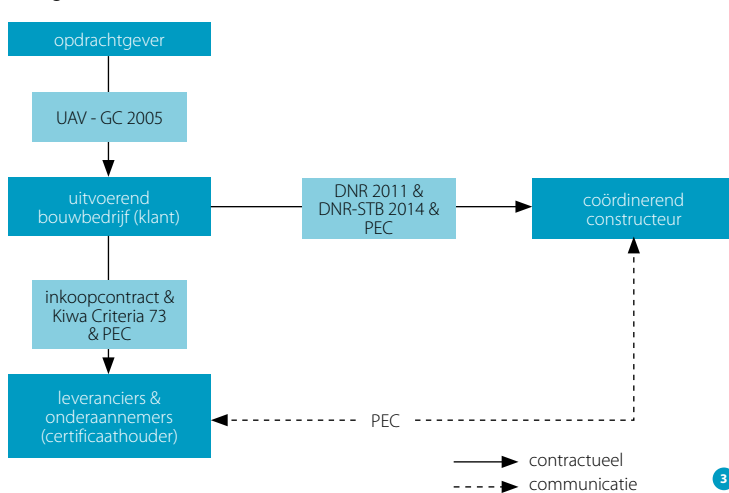 opdrachtgever
UAV - GC 2005
uitvoerend
bouwbedrijf (klant)
DNR 2011 &
DNR-STB 2014 &
PEC
coördinerend
constructeur
inkoopcontract &
Kiwa Criteria 73
& PEC
leveranciers &
onderaannemers
(certificaathouder)
PEC
contractueel
communicatie
3